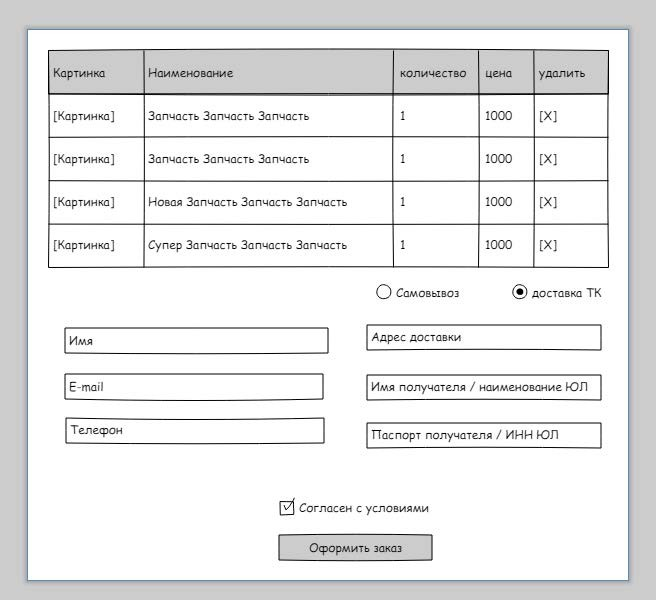 Картинка Наименование количество цена удалить
[Картинка] Запчасть Запчасть Запчасть 1 1000 [X]
[Картинка] Запчасть Запчасть Запчасть 1 1000 [X]
[Картинка] Новая Запчасть Запчасть Запчасть 1 1000 [X]
[Картинка] Супер Запчасть Запчасть Запчасть 1 1000 [X]
Самовывоз доставка ТК
Имя Адрес доставки
E-mail Имя получателя / наименование ЮЛ
Телефон Паспорт получателя / ИНН ЮЛ
Согласен с условиями
Оформить заказ